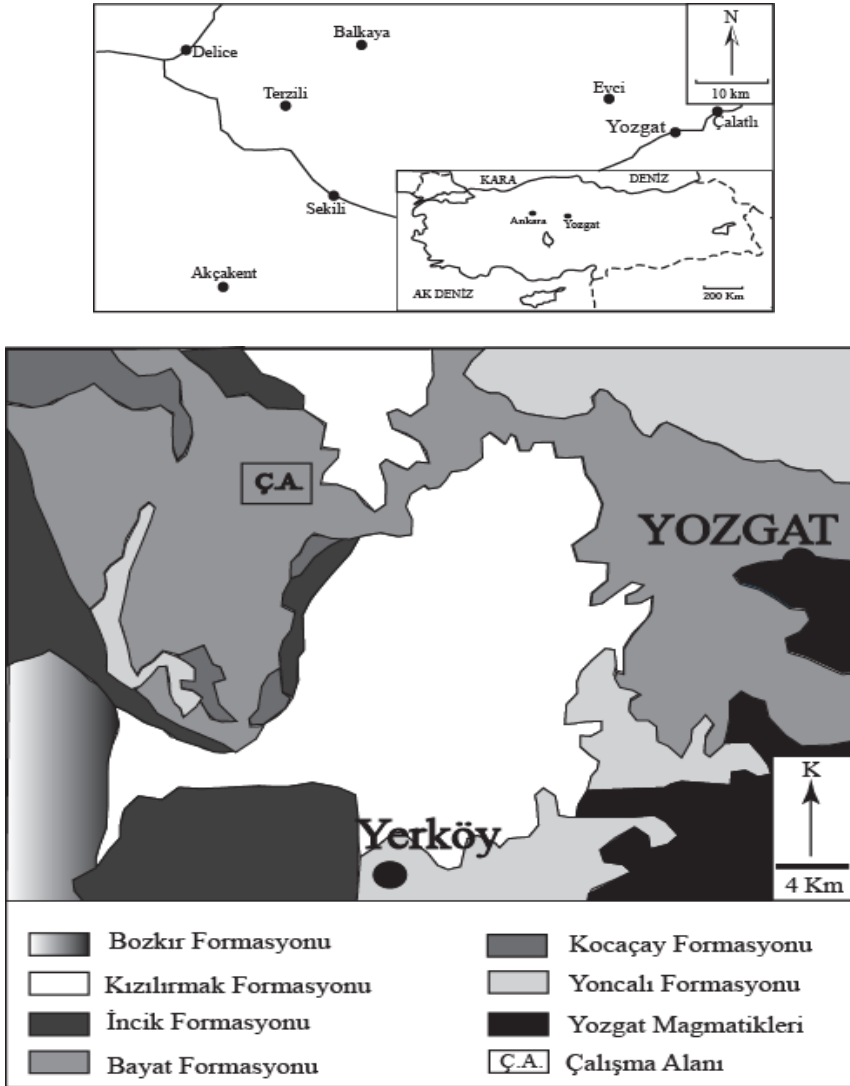 N
10 km
Delice
Balkaya
Terzili
Evci
Yozgat
Çalatlı
Sekili
Akçakent
KARA DENİZ
Ankara
Yozgat
AK DENİZ
200 Km
Ç.A.
YOZGAT
Yerköy
K
4 Km
Bozkır Formasyonu
Kızılırmak Formasyonu
İncik Formasyonu
Bayat Formasyonu
Kocaçay Formasyonu
Yoncalı Formasyonu
Yozgat Magmatikleri
Ç.A. Çalışma Alanı